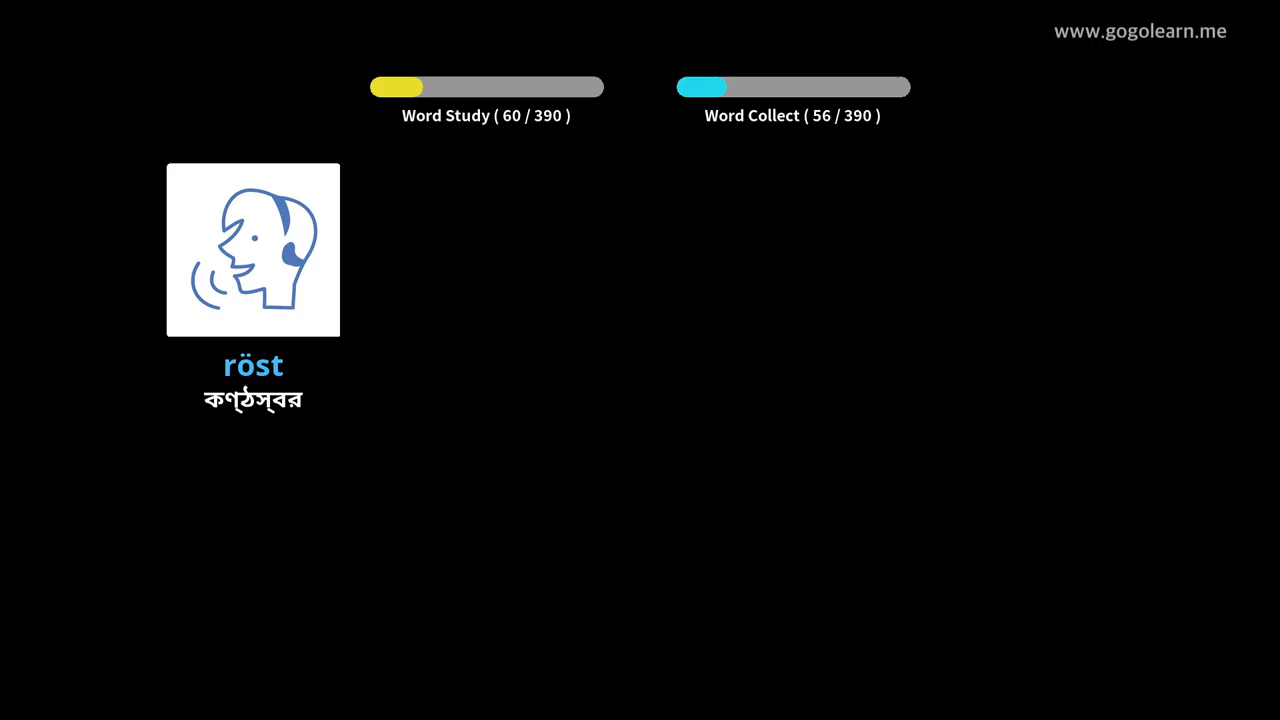 www.gogolearn.me
Word Study ( 60 / 390 )
Word Collect ( 56 / 390 )
röst
কণ্ঠস্বর